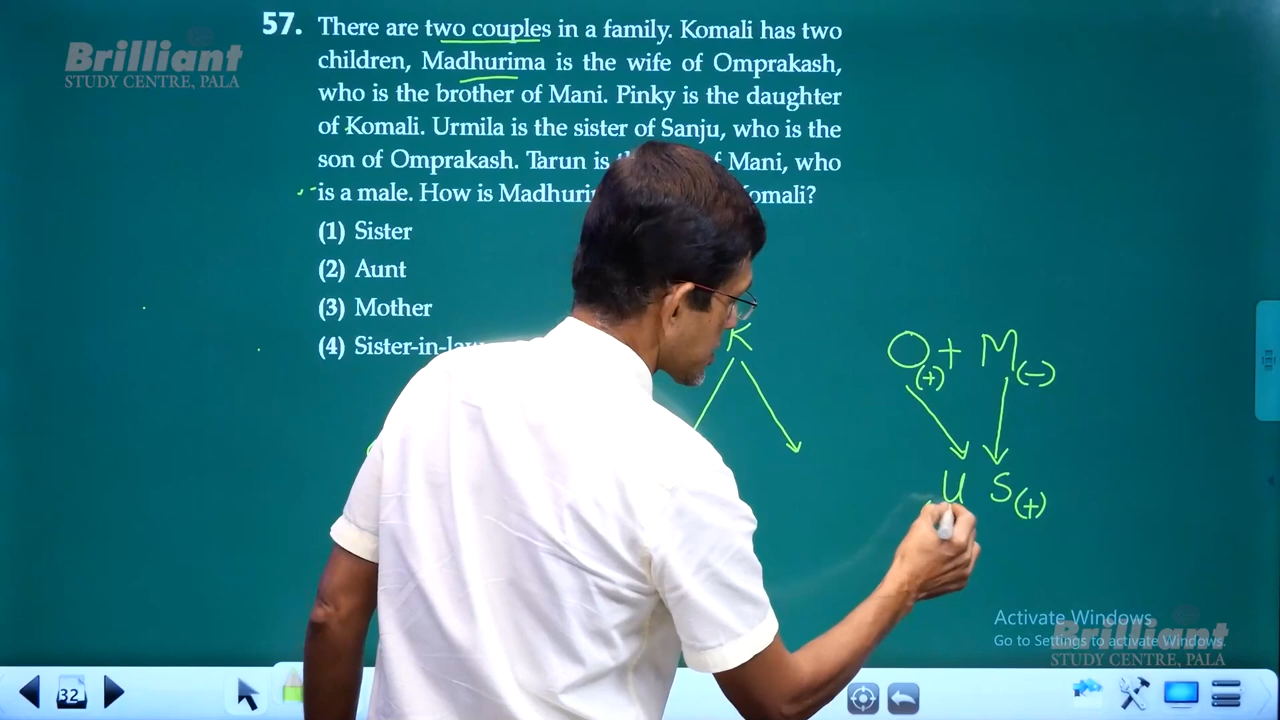 Brilliant
STUDY CENTRE, PALA
57. There are two couples in a family. Komali has two
children, Madhurima is the wife of Omprakash,
who is the brother of Mani. Pinky is the daughter
of Komali. Urmila is the sister of Sanju, who is the
son of Omprakash. Tarun is of Mani, who
is a male. How is Komali?
(1) Sister
(2) Aunt
(3) Mother
(4) Sister-in-law
K
O(+) + M(-)
U S(+)
Activate Windows
Go to Settings to activate Windows.
Brilliant
STUDY CENTRE, PALA
32